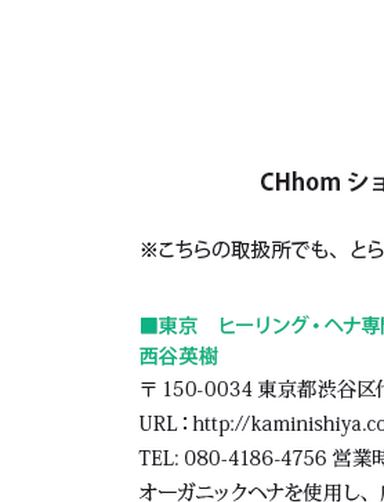 CHhom ショ
※こちらの取扱所でも、とら
■東京　ヒーリング・ヘナ専門
西谷英樹
〒150-0034 東京都渋谷区代
URL：http://kaminishiya.co
TEL: 080-4186-4756 営業時
オーガニックヘナを使用し、